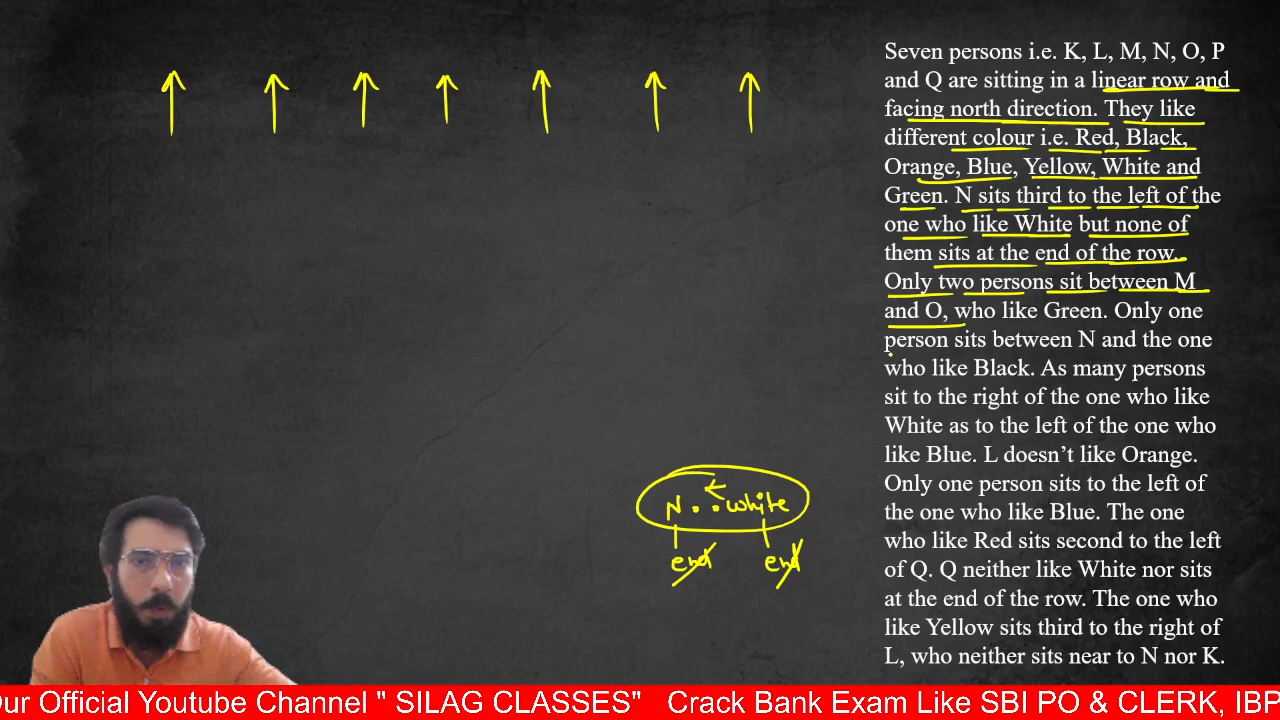 Seven persons i.e. K, L, M, N, O, P
and Q are sitting in a linear row and
facing north direction. They like
different colour i.e. Red, Black,
Orange, Blue, Yellow, White and
Green. N sits third to the left of the
one who like White but none of
them sits at the end of the row.
Only two persons sit between M
and O, who like Green. Only one
person sits between N and the one
who like Black. As many persons
sit to the right of the one who like
White as to the left of the one who
like Blue. L doesn’t like Orange.
Only one person sits to the left of
the one who like Blue. The one
who like Red sits second to the left
of Q. Q neither like White nor sits
at the end of the row. The one who
like Yellow sits third to the right of
L, who neither sits near to N nor K.
N . . white
end end
Our Official Youtube Channel " SILAG CLASSES" Crack Bank Exam Like SBI PO & CLERK, IBP